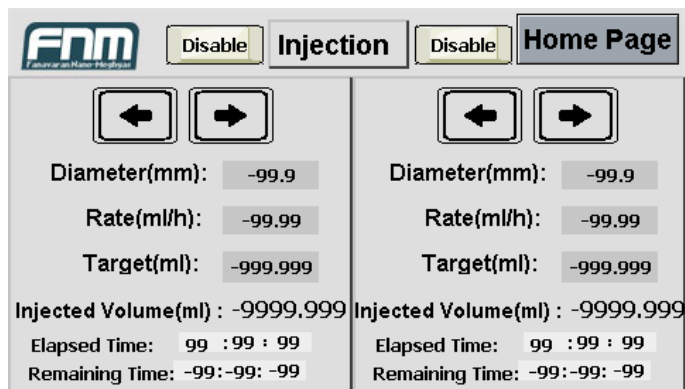 FNM
Fanavaran Nano-Meghyas
Disable
Injection
Disable
Home Page
Diameter(mm): -99.9
Rate(ml/h): -99.99
Target(ml): -999.999
Injected Volume(ml) : -9999.999
Elapsed Time: 99 :99 : 99
Remaining Time: -99:-99: -99
Diameter(mm): -99.9
Rate(ml/h): -99.99
Target(ml): -999.999
Injected Volume(ml) : -9999.999
Elapsed Time: 99 :99 : 99
Remaining Time: -99:-99: -99